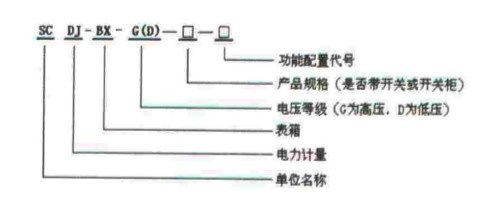 SC DJ-BX-G(D)—□—□
功能配置代号
产品规格（是否带开关或开关柜）
电压等级（G为高压，D为低压）
表箱
电力计量
单位名称